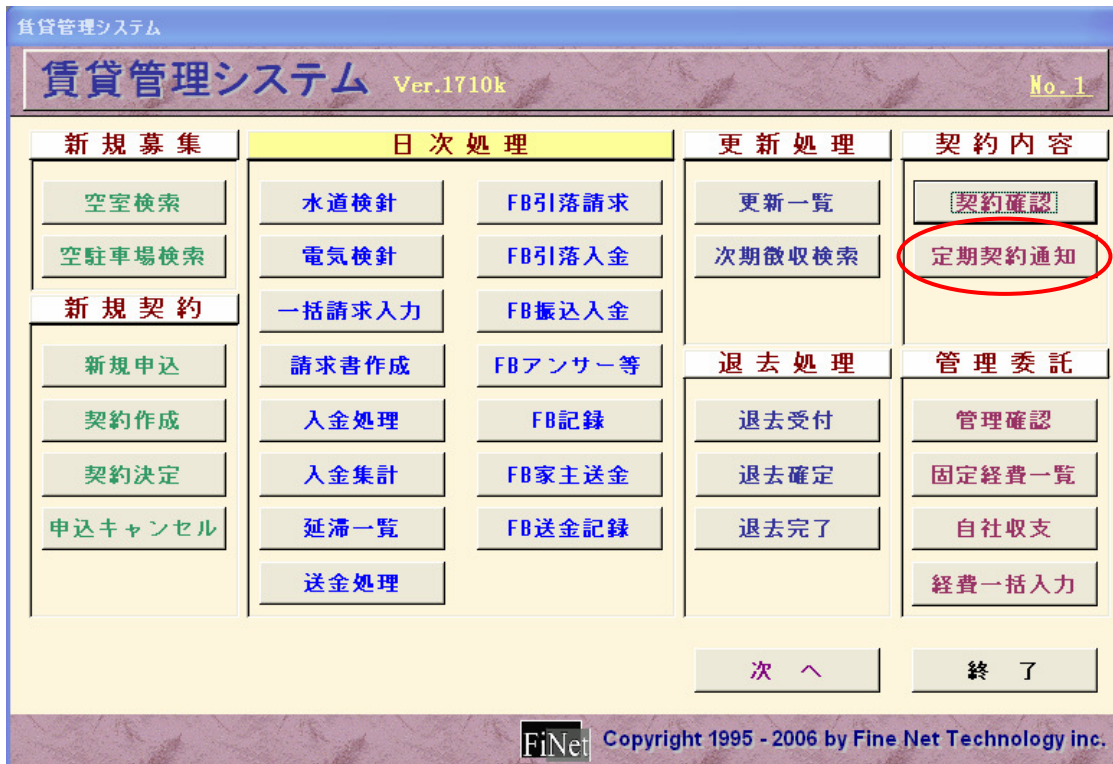 賃貸管理システム
賃貸管理システム Ver.1710k No.1
新規募集
空室検索
空駐車場検索
新規契約
新規申込
契約作成
契約決定
申込キャンセル
日次処理
水道検針
電気検針
一括請求入力
請求書作成
入金処理
入金集計
延滞一覧
送金処理
FB引落請求
FB引落入金
FB振込入金
FBアンサー等
FB記録
FB家主送金
FB送金記録
更新処理
更新一覧
次期徴収検索
退去処理
退去受付
退去確定
退去完了
契約内容
契約確認
定期契約通知
管理委託
管理確認
固定経費一覧
自社収支
経費一括入力
次へ
終了
FiNet Copyright 1995 - 2006 by Fine Net Technology inc.